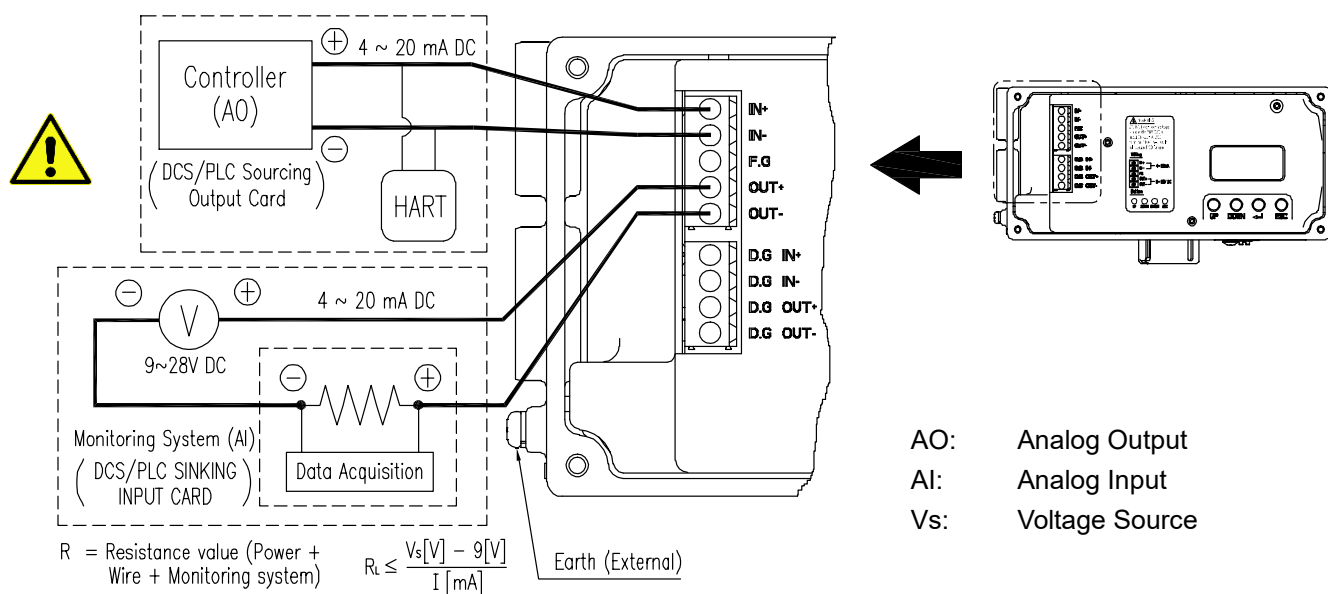 ⊕ 4 ~ 20 mA DC
Controller
(AO)
⊖
(DCS/PLC Sourcing
Output Card)
HART
IN+
IN-
F.G
OUT+
OUT-
D.G IN+
D.G IN-
D.G OUT+
D.G OUT-
⊖ ⊕ 4 ~ 20 mA DC
V
9~28V DC
⊖ ⊕
Monitoring System (AI)
(DCS/PLC SINKING
INPUT CARD)
Data Acquisition
R = Resistance value (Power +
Wire + Monitoring system)
R_L ≤ (Vs[V] - 9[V]) / I [mA]
Earth (External)
UP DOWN ESC
AO: Analog Output
AI: Analog Input
Vs: Voltage Source